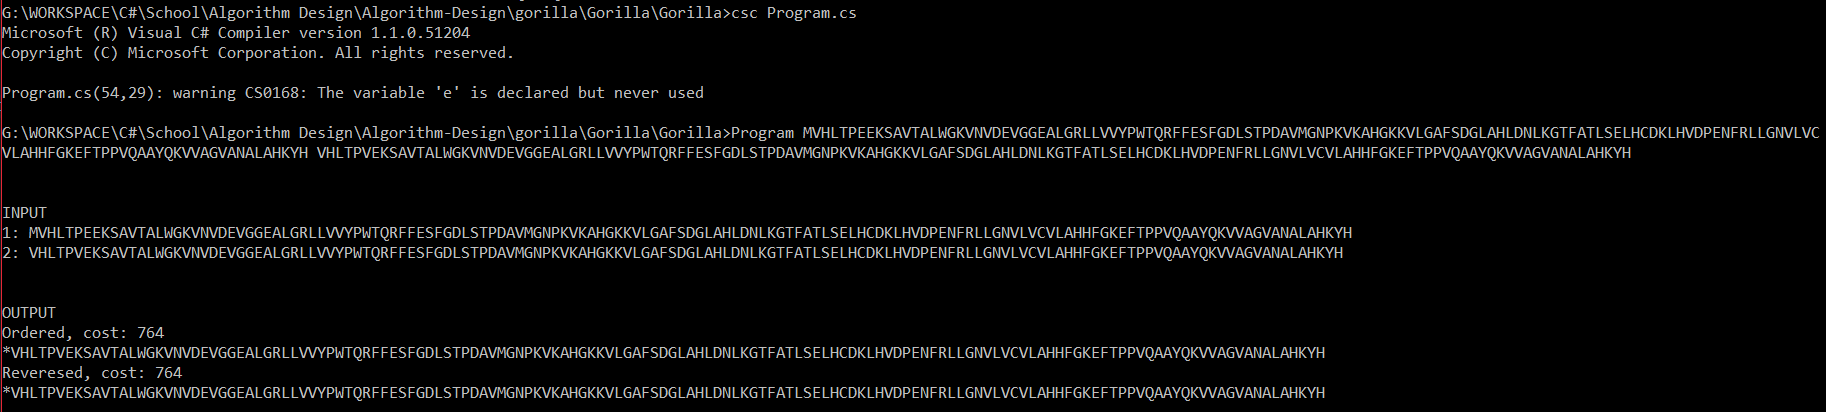 G:\WORKSPACE\C#\School\Algorithm Design\Algorithm-Design\gorilla\Gorilla\Gorilla>csc Program.cs
Microsoft (R) Visual C# Compiler version 1.1.0.51204
Copyright (C) Microsoft Corporation. All rights reserved.
Program.cs(54,29): warning CS0168: The variable 'e' is declared but never used
G:\WORKSPACE\C#\School\Algorithm Design\Algorithm-Design\gorilla\Gorilla\Gorilla>Program MVHLTPEEKSAVTALWGKVNVDEVGGEALGRLLVVYPWTQRFFESFGDLSTPDAVMGNPKVKAHGKKVLGAFSDGLAHLDNLKGTFATLSELHCDKLHVDPENFRLLGNVLVC
VLAHHFGKEFTPPVQAAYQKVVAGVANALAHKYH VHLTPVEKSAVTALWGKVNVDEVGGEALGRLLVVYPWTQRFFESFGDLSTPDAVMGNPKVKAHGKKVLGAFSDGLAHLDNLKGTFATLSELHCDKLHVDPENFRLLGNVLVCVLAHHFGKEFTPPVQAAYQKVVAGVANALAHKYH
INPUT
1: MVHLTPEEKSAVTALWGKVNVDEVGGEALGRLLVVYPWTQRFFESFGDLSTPDAVMGNPKVKAHGKKVLGAFSDGLAHLDNLKGTFATLSELHCDKLHVDPENFRLLGNVLVCVLAHHFGKEFTPPVQAAYQKVVAGVANALAHKYH
2: VHLTPVEKSAVTALWGKVNVDEVGGEALGRLLVVYPWTQRFFESFGDLSTPDAVMGNPKVKAHGKKVLGAFSDGLAHLDNLKGTFATLSELHCDKLHVDPENFRLLGNVLVCVLAHHFGKEFTPPVQAAYQKVVAGVANALAHKYH
OUTPUT
Ordered, cost: 764
*VHLTPVEKSAVTALWGKVNVDEVGGEALGRLLVVYPWTQRFFESFGDLSTPDAVMGNPKVKAHGKKVLGAFSDGLAHLDNLKGTFATLSELHCDKLHVDPENFRLLGNVLVCVLAHHFGKEFTPPVQAAYQKVVAGVANALAHKYH
Reveresed, cost: 764
*VHLTPVEKSAVTALWGKVNVDEVGGEALGRLLVVYPWTQRFFESFGDLSTPDAVMGNPKVKAHGKKVLGAFSDGLAHLDNLKGTFATLSELHCDKLHVDPENFRLLGNVLVCVLAHHFGKEFTPPVQAAYQKVVAGVANALAHKYH